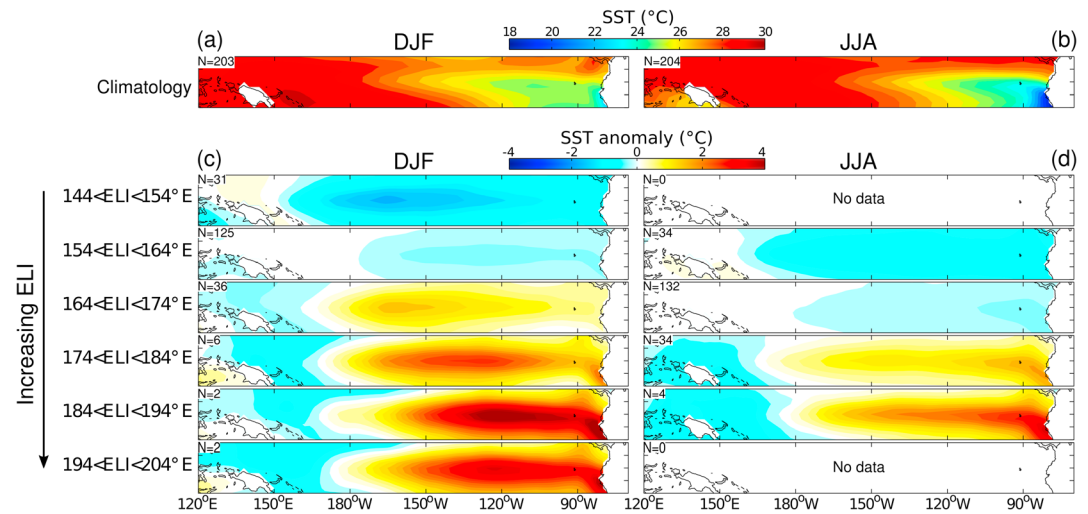 SST (°C)
(a) DJF JJA (b)
18 20 22 24 26 28 30
N=203 N=204
Climatology
SST anomaly (°C)
(c) DJF JJA (d)
-4 -2 0 2 4
Increasing ELI
144<ELI<154° E N=31 N=0 No data
154<ELI<164° E N=125 N=34
164<ELI<174° E N=36 N=132
174<ELI<184° E N=6 N=34
184<ELI<194° E N=2 N=4
194<ELI<204° E N=2 N=0 No data
120°E 150°E 180°E 150°W 120°W 90°W 120°E 150°E 180°E 150°W 120°W 90°W